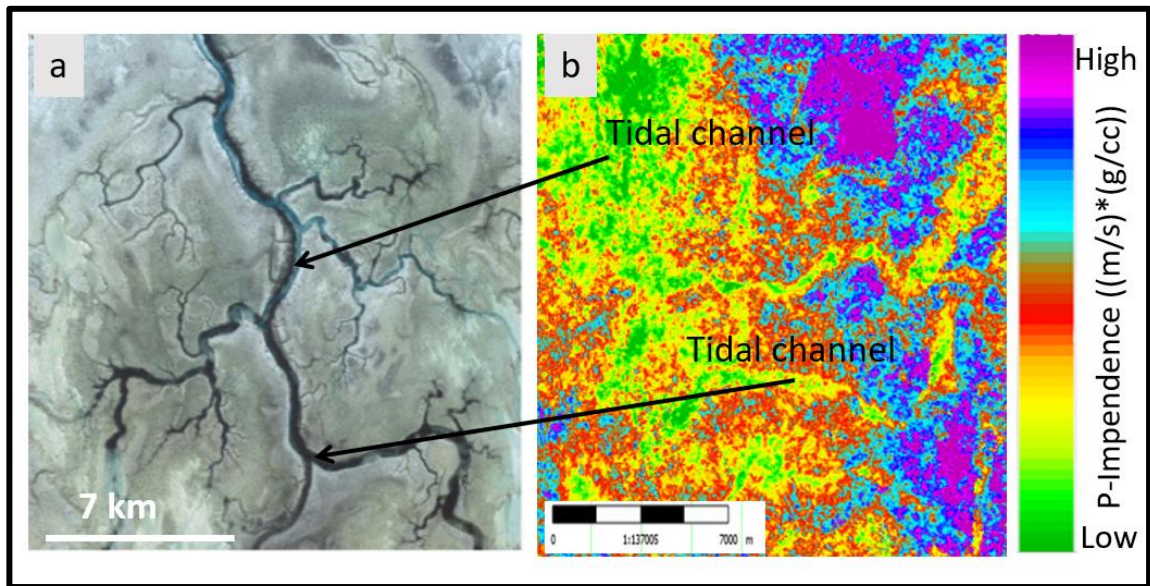 a
b
Tidal channel
Tidal channel
7 km
0 1:137005 7000 m
High
P-Impendence ((m/s)*(g/cc))
Low